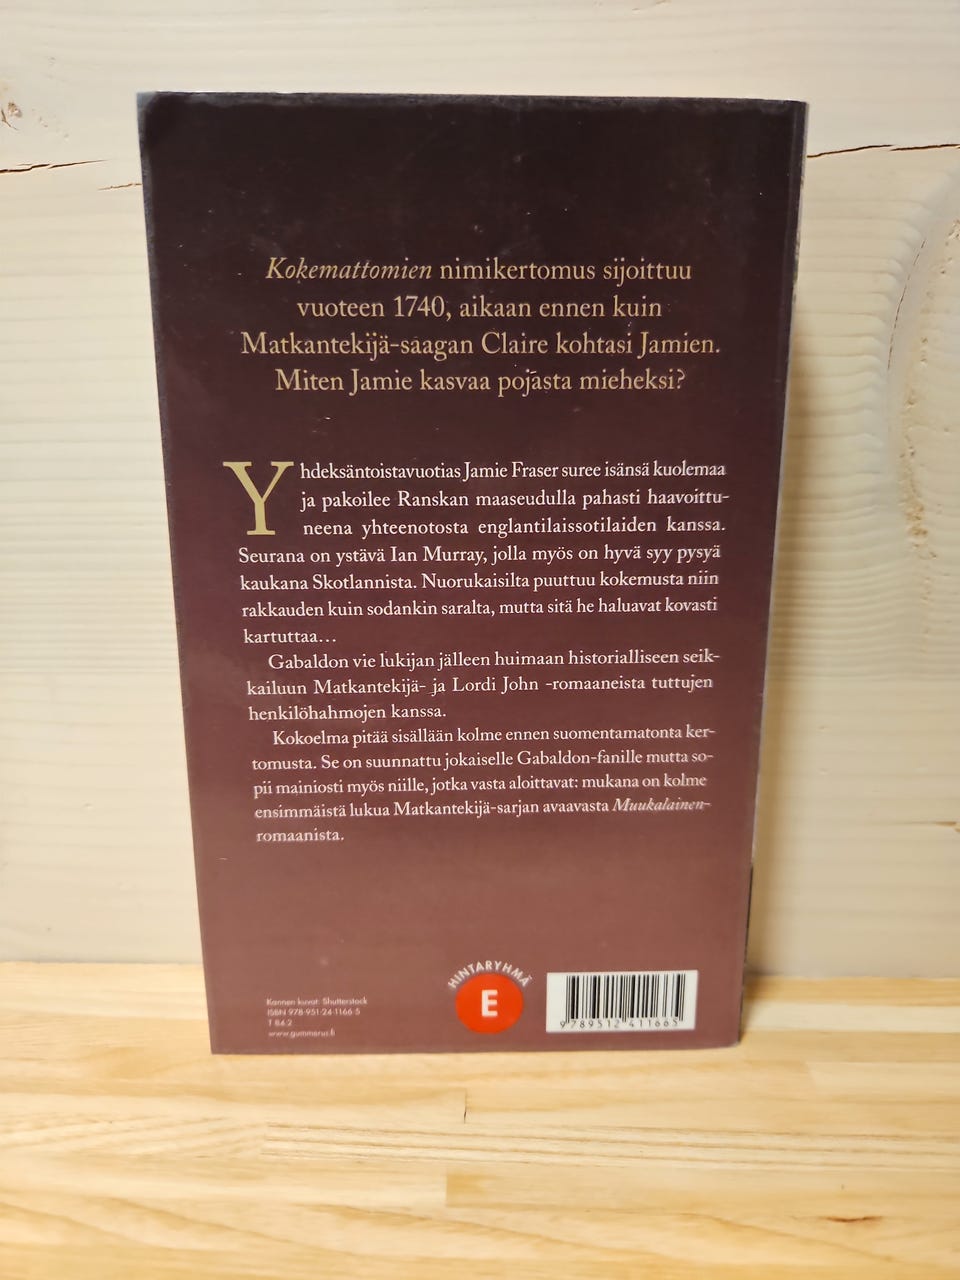 Kokemattomien nimikertomus sijoittuu
vuoteen 1740, aikaan ennen kuin
Matkantekijä-saagan Claire kohtasi Jamien.
Miten Jamie kasvaa pojasta mieheksi?
Yhdeksäntoistavuotias Jamie Fraser suree isänsä kuolemaa
ja pakoilee Ranskan maaseudulla pahasti haavoittu-
neena yhteenotosta englantilaissotilaiden kanssa.
Seurana on ystävä Ian Murray, jolla myös on hyvä syy pysyä
kaukana Skotlannista. Nuorukaisilta puuttuu kokemusta niin
rakkauden kuin sodankin saralta, mutta sitä he haluavat kovasti
kartuttaa...
Gabaldon vie lukijan jälleen huimaan historialliseen seik-
kailuun Matkantekijä- ja Lordi John -romaaneista tuttujen
henkilöhahmojen kanssa.
Kokoelma pitää sisällään kolme ennen suomentamatonta ker-
tomusta. Se on suunnattu jokaiselle Gabaldon-fanille mutta so-
pii mainiosti myös niille, jotka vasta aloittavat: mukana on kolme
ensimmäistä lukua Matkantekijä-sarjan avaavasta Muukalainen-
romaanista.
HINTARYHMÄ
E
Kannen kuvat: Shutterstock
ISBN 978-951-24-1166-5
T 84.2
www.gummerus.fi
9 789512 411665